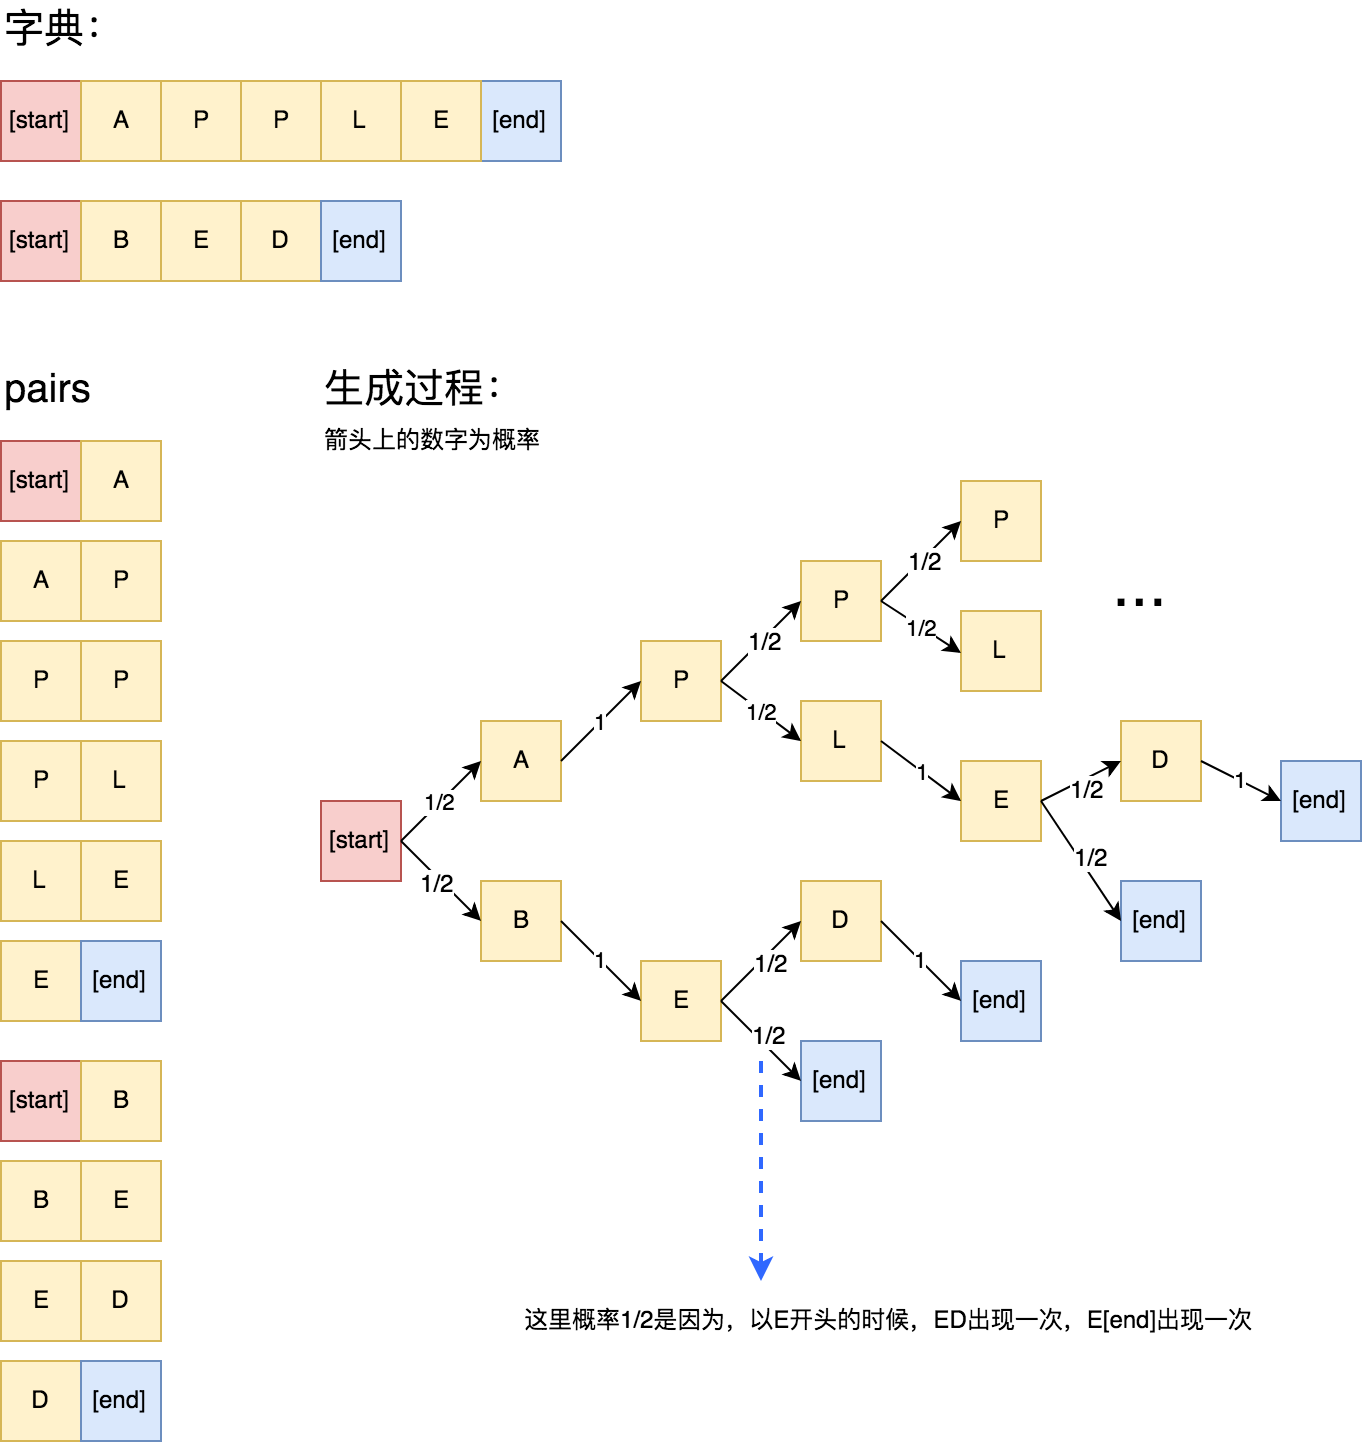 字典：
[start] A P P L E [end]
[start] B E D [end]
pairs
[start] A
A P
P P
P L
L E
E [end]
[start] B
B E
E D
D [end]
生成过程：
箭头上的数字为概率
P
1/2
P
...
1/2
L
1/2
P
1/2
L
1
D
1
A
1/2
1
E
1/2
[end]
1/2
[start]
1/2
1/2
B
D
[end]
1
1/2
1
E
[end]
1/2
[end]
这里概率1/2是因为，以E开头的时候，ED出现一次，E[end]出现一次